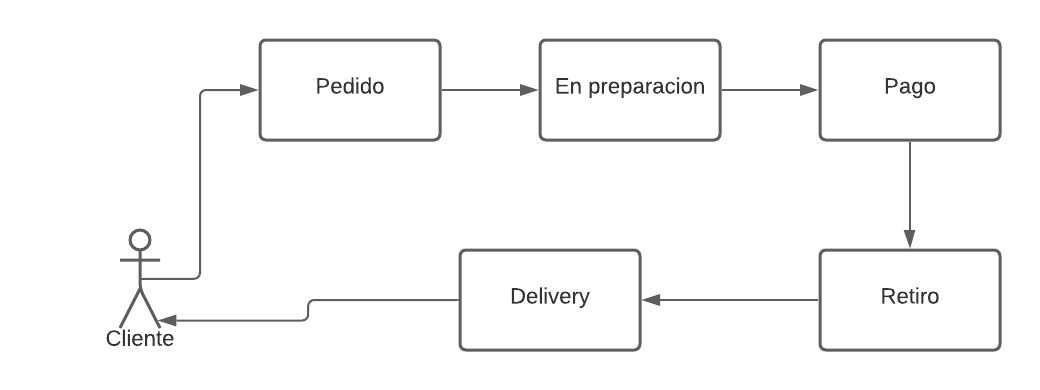 Pedido
En preparacion
Pago
Retiro
Delivery
Cliente